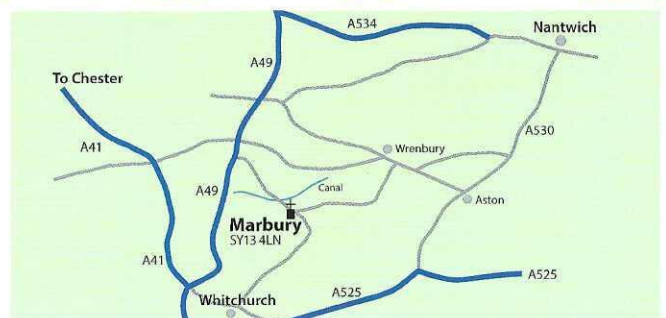 A534
Nantwich
A49
To Chester
A530
A41
Wrenbury
Canal
A49
Aston
Marbury
SY13 4LN
A41
A525
Whitchurch
A525